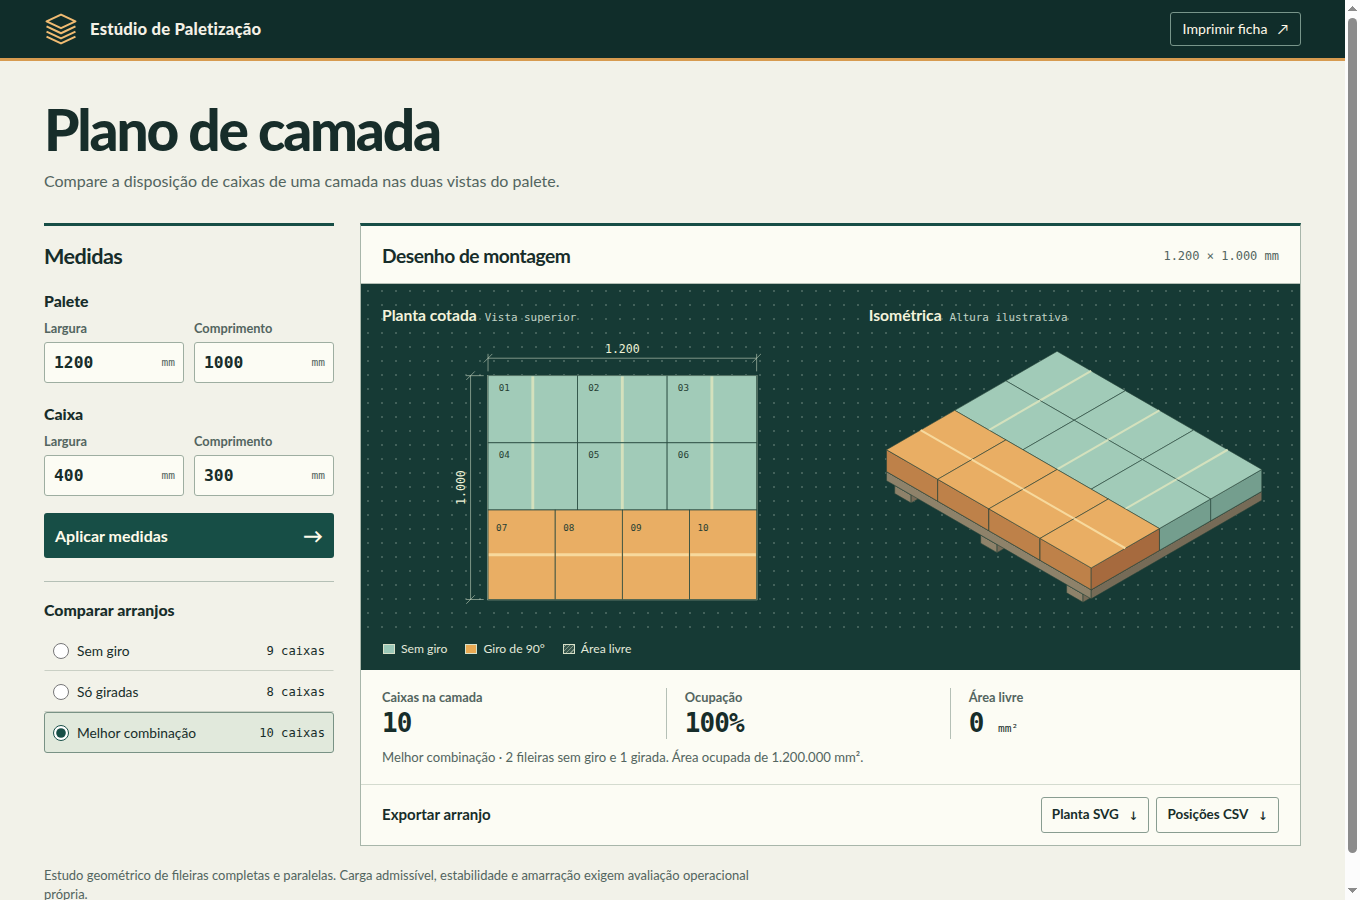 Estúdio de Paletização
Imprimir ficha ↗
Plano de camada
Compare a disposição de caixas de uma camada nas duas vistas do palete.
Medidas
Palete
Largura
Comprimento
1200 mm
1000 mm
Caixa
Largura
Comprimento
400 mm
300 mm
Aplicar medidas →
Comparar arranjos
Sem giro 9 caixas
Só giradas 8 caixas
Melhor combinação 10 caixas
Desenho de montagem
1.200 × 1.000 mm
Planta cotada Vista superior
1.200
1.000
01 02 03
04 05 06
07 08 09 10
Isométrica Altura ilustrativa
Sem giro Giro de 90° Área livre
Caixas na camada
10
Ocupação
100%
Área livre
0 mm²
Melhor combinação · 2 fileiras sem giro e 1 girada. Área ocupada de 1.200.000 mm².
Exportar arranjo
Planta SVG ↓
Posições CSV ↓
Estudo geométrico de fileiras completas e paralelas. Carga admissível, estabilidade e amarração exigem avaliação operacional
própria.